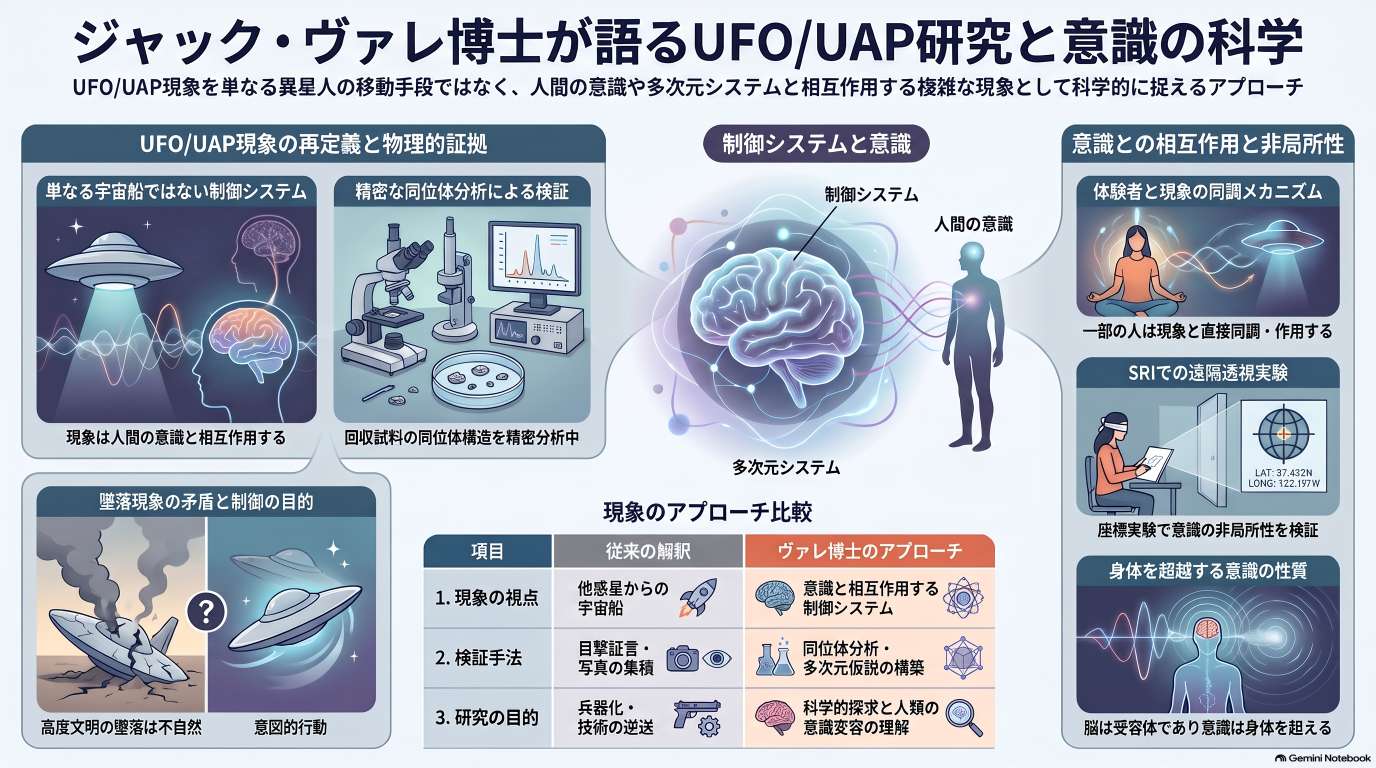 ジャック・ヴァレ博士が語るUFO/UAP研究と意識の科学
UFO/UAP現象を単なる異星人の移動手段ではなく、人間の意識や多次元システムと相互作用する複雑な現象として科学的に捉えるアプローチ
UFO/UAP現象の再定義と物理的証拠
単なる宇宙船ではない制御システム
現象は人間の意識と相互作用する
精密な同位体分析による検証
回収試料の同位体構造を精密分析中
墜落現象の矛盾と制御の目的
?
高度文明の墜落は不自然
意図的行動
制御システムと意識
制御システム
人間の意識
多次元システム
現象のアプローチ比較
項目
従来の解釈
ヴァレ博士のアプローチ
1. 現象の視点
他惑星からの
宇宙船
意識と相互作用する
制御システム
2. 検証手法
目撃証言・
写真の集積
同位体分析・
多次元仮説の構築
3. 研究の目的
兵器化・
技術の逆送
科学的探求と人類の
意識変容の理解
意識との相互作用と非局所性
体験者と現象の同調メカニズム
一部の人は現象と直接同調・作用する
SRIでの遠隔透視実験
LAT: 37.432N
LONG: 122.197W
座標実験で意識の非局所性を検証
身体を超越する意識の性質
脳は受容体であり意識は身体を超える
Gemini Notebook